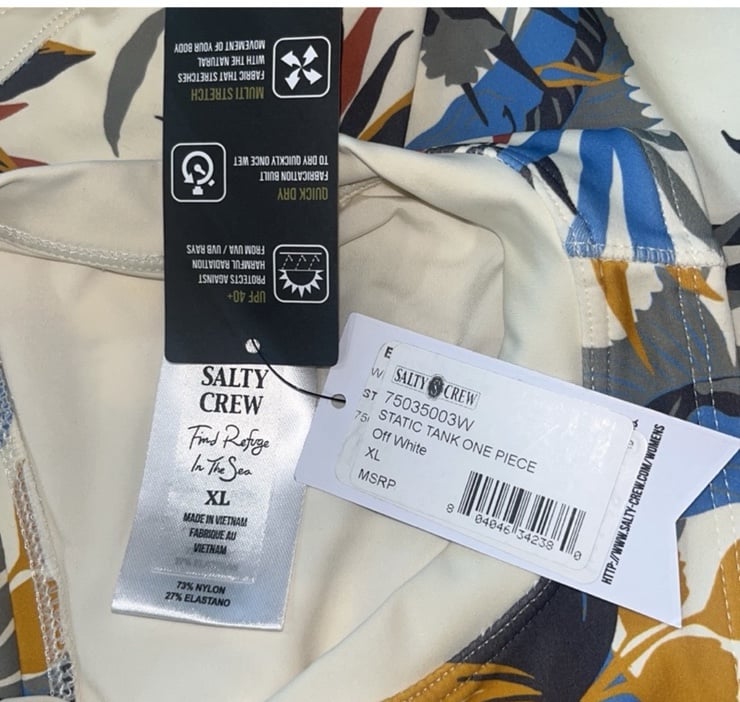 MULTI STRETCH
FABRIC THAT STRETCHES
WITH THE NATURAL
MOVEMENT OF YOUR BODY
QUICK DRY
FABRICATION BUILT
TO DRY QUICKLY ONCE WET
UPF 40+
PROTECTS AGAINST
HARMFUL RADIATION
FROM UVA / UVB RAYS
SALTY
CREW
Find Refuge
In The Sea
XL
MADE IN VIETNAM
FABRIQUE AU
VIETNAM
73% NYLON
27% ELASTANO
E
W
ST
75
SALTY CREW
75035003W
STATIC TANK ONE PIECE
Off White
XL
MSRP
8 04046 34238 0
HTTP://WWW.SALTY-CREW.COM/WOMENS